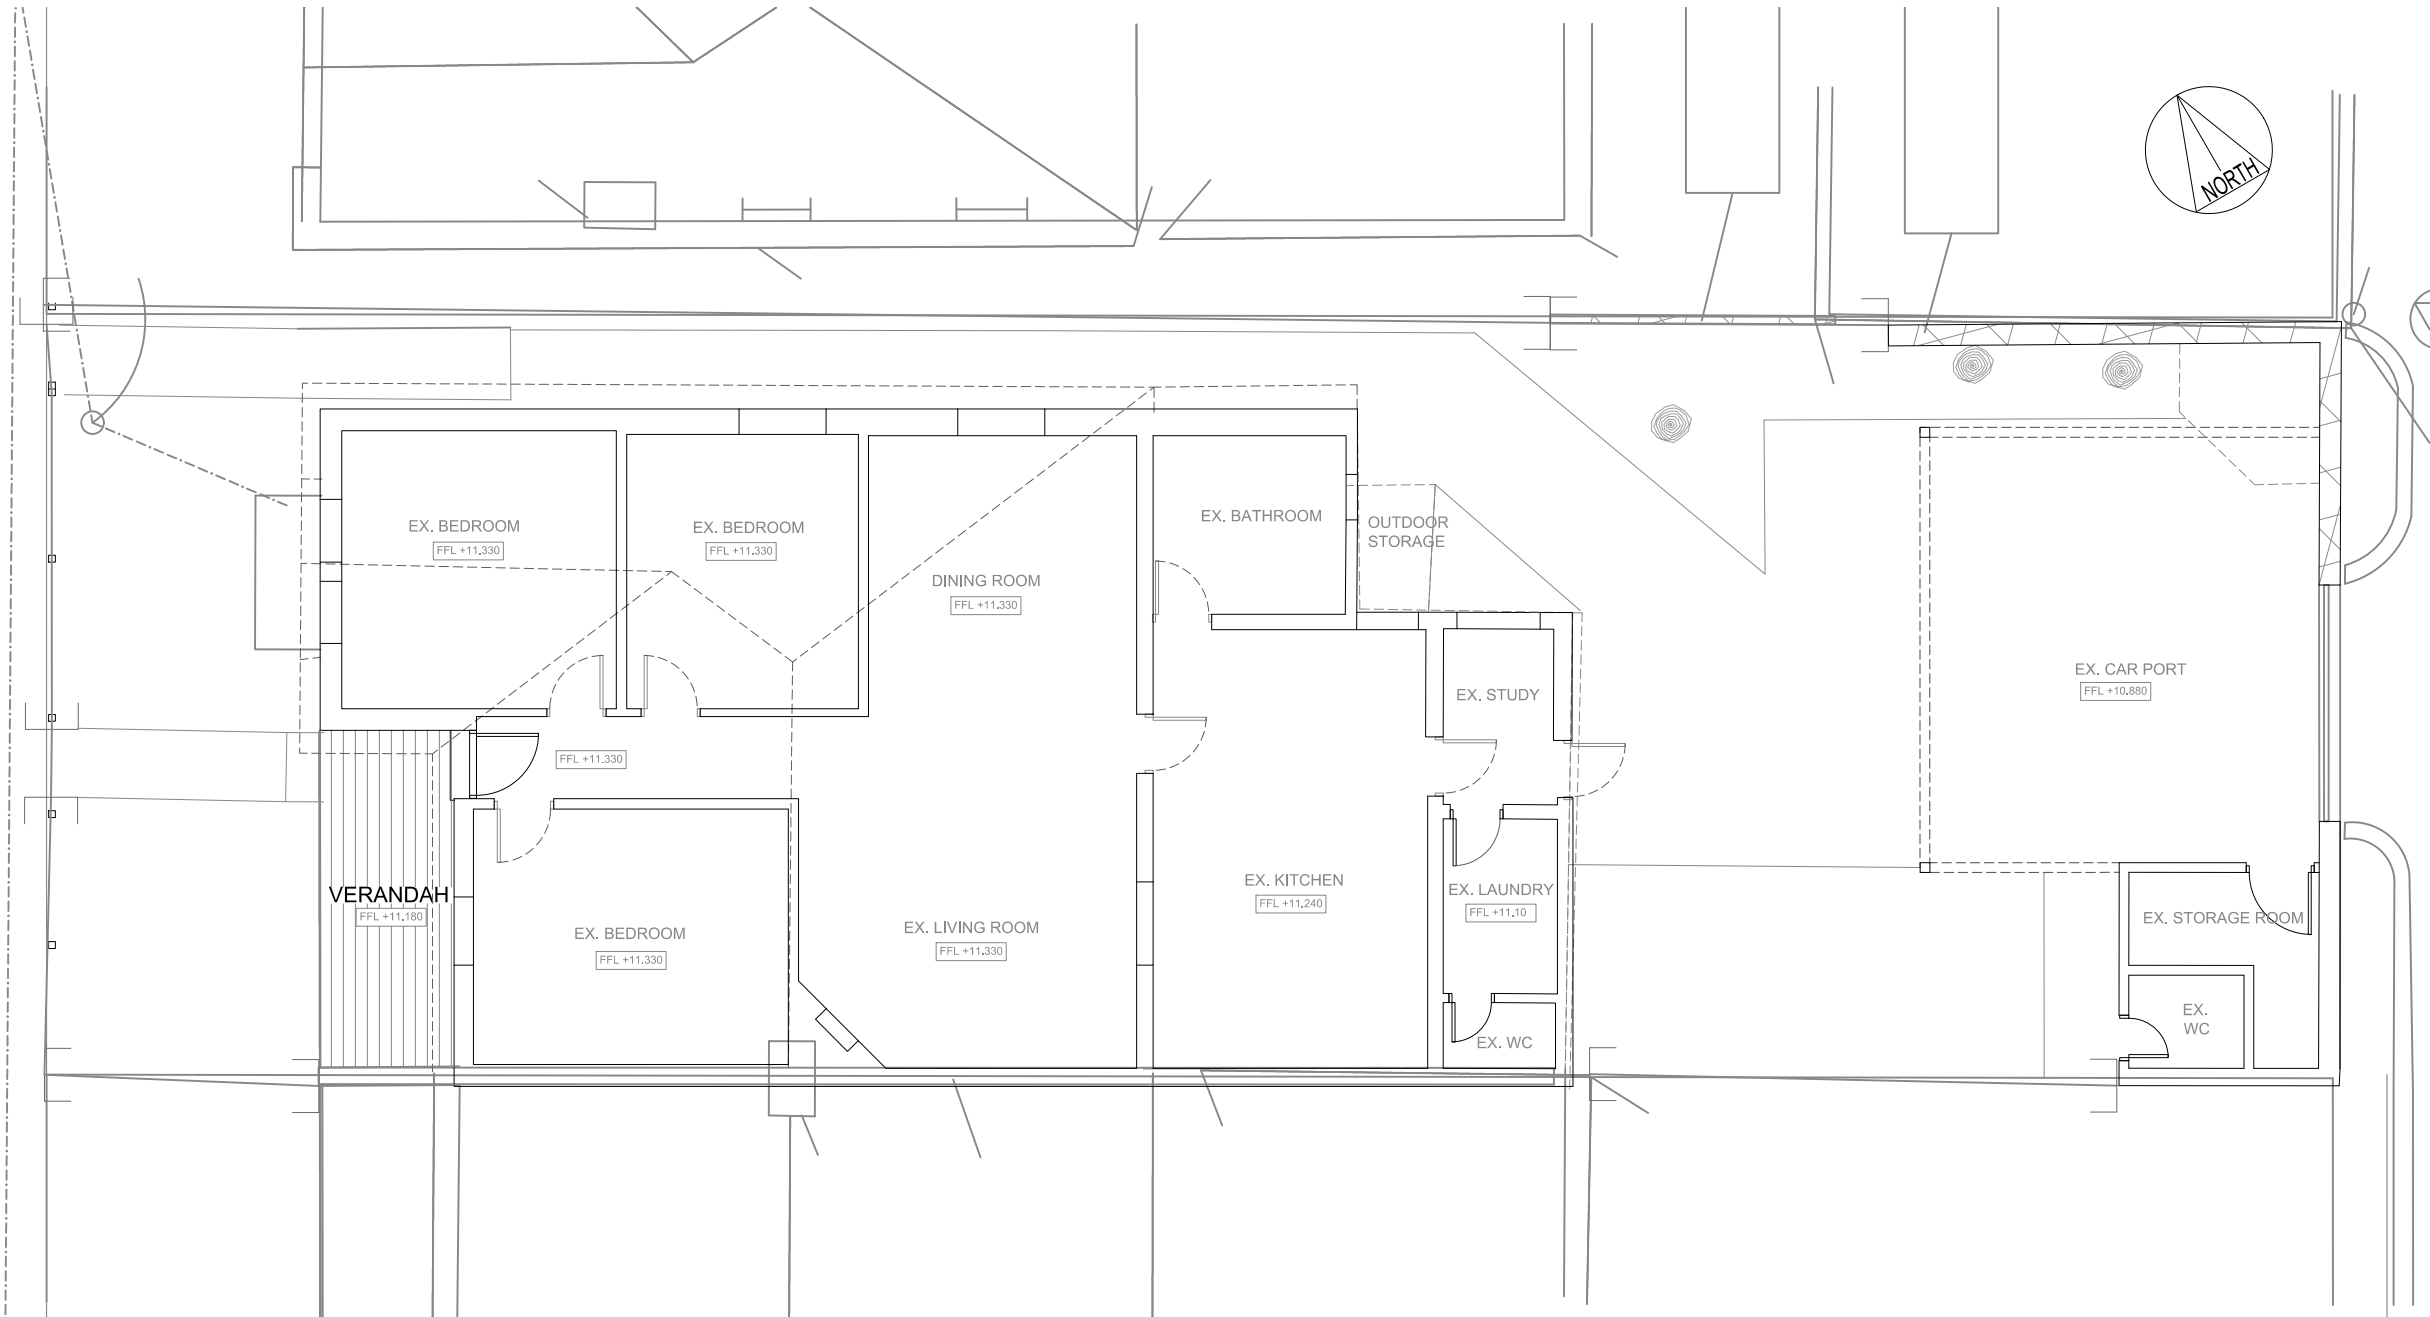 NORTH
EX. BEDROOM
FFL +11.330
EX. BEDROOM
FFL +11.330
DINING ROOM
FFL +11.330
EX. BATHROOM
OUTDOOR
STORAGE
EX. STUDY
EX. CAR PORT
FFL +10.880
FFL +11.330
VERANDAH
FFL +11.180
EX. BEDROOM
FFL +11.330
EX. LIVING ROOM
FFL +11.330
EX. KITCHEN
FFL +11.240
EX. LAUNDRY
FFL +11.10
EX. WC
EX. STORAGE ROOM
EX.
WC